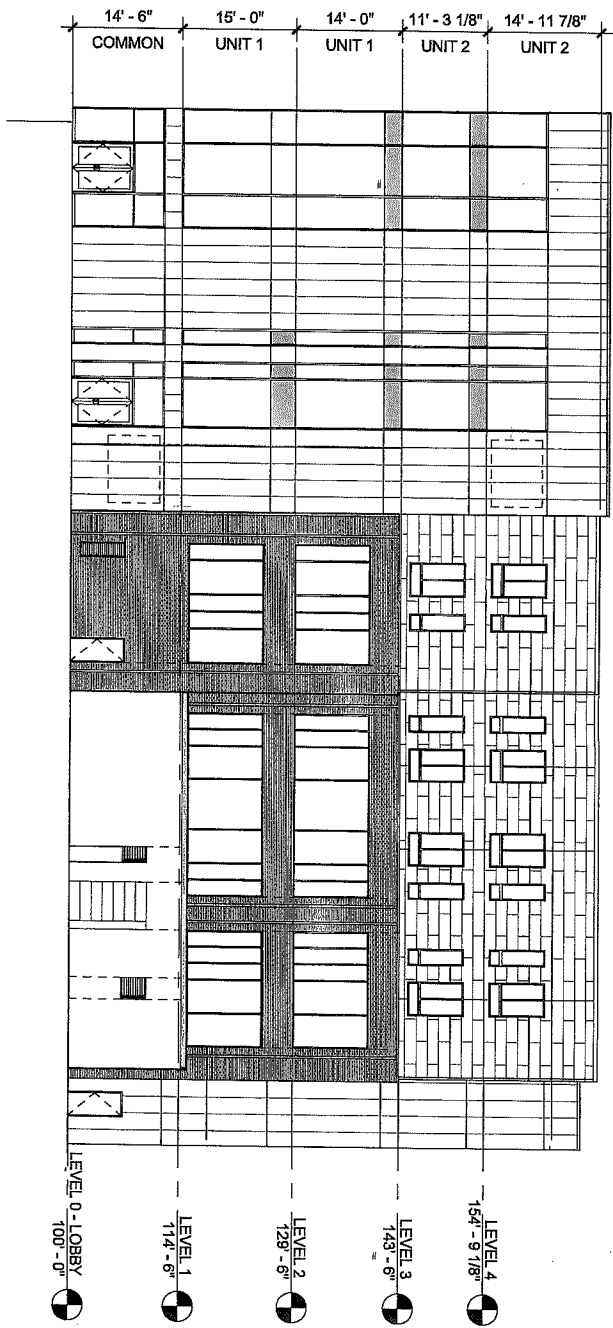 14' - 6"
15' - 0"
14' - 0"
11' - 3 1/8"
14' - 11 7/8"
COMMON
UNIT 1
UNIT 1
UNIT 2
UNIT 2
LEVEL 0 - LOBBY
100' - 0"
LEVEL 1
114' - 6"
LEVEL 2
129' - 6"
LEVEL 3
143' - 6"
LEVEL 4
154' - 9 1/8"